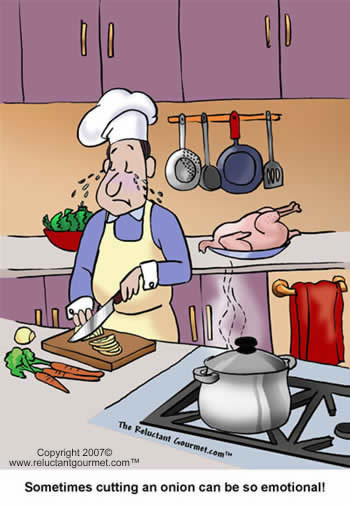 The Reluctant Gourmet.com™
Copyright 2007©
www.reluctantgourmet.com™
Sometimes cutting an onion can be so emotional!